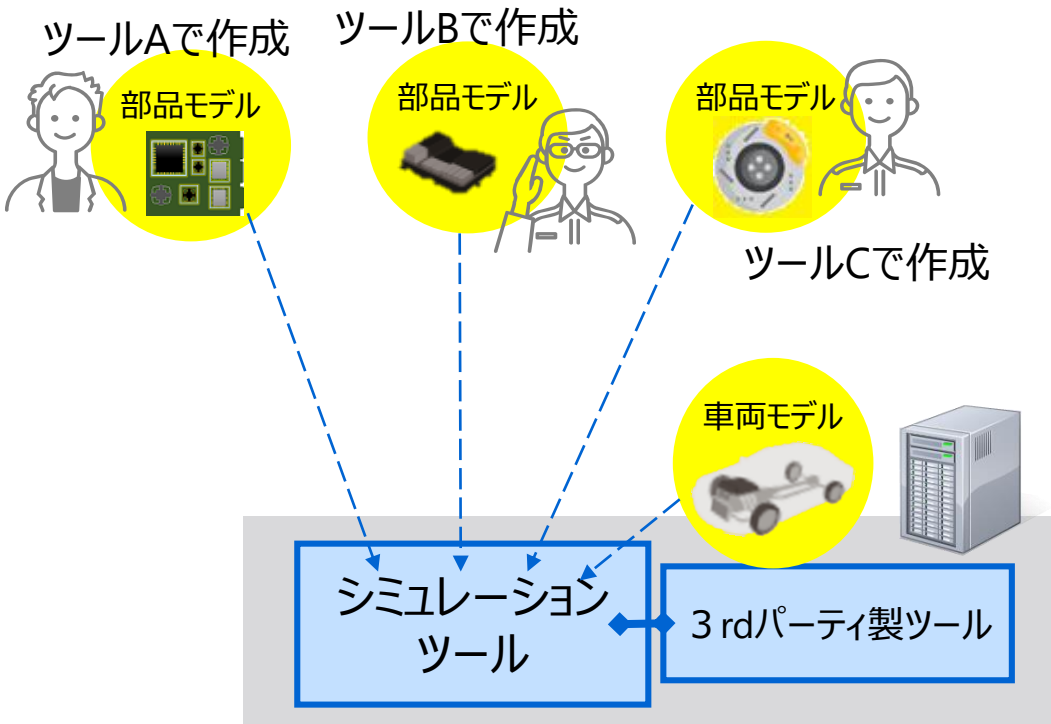 ツールAで作成
ツールBで作成
部品モデル
部品モデル
部品モデル
ツールCで作成
車両モデル
シミュレーション
ツール
３rdパーティ製ツール